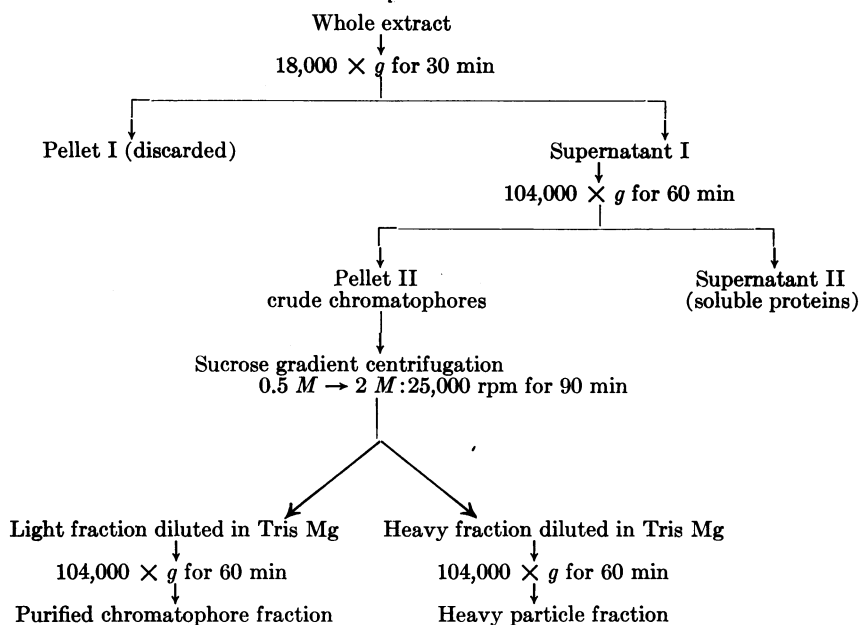 Whole extract
18,000 × g for 30 min
Pellet I (discarded)
Supernatant I
104,000 × g for 60 min
Pellet II
crude chromatophores
Supernatant II
(soluble proteins)
Sucrose gradient centrifugation
0.5 M → 2 M:25,000 rpm for 90 min
Light fraction diluted in Tris Mg
104,000 × g for 60 min
Purified chromatophore fraction
Heavy fraction diluted in Tris Mg
104,000 × g for 60 min
Heavy particle fraction